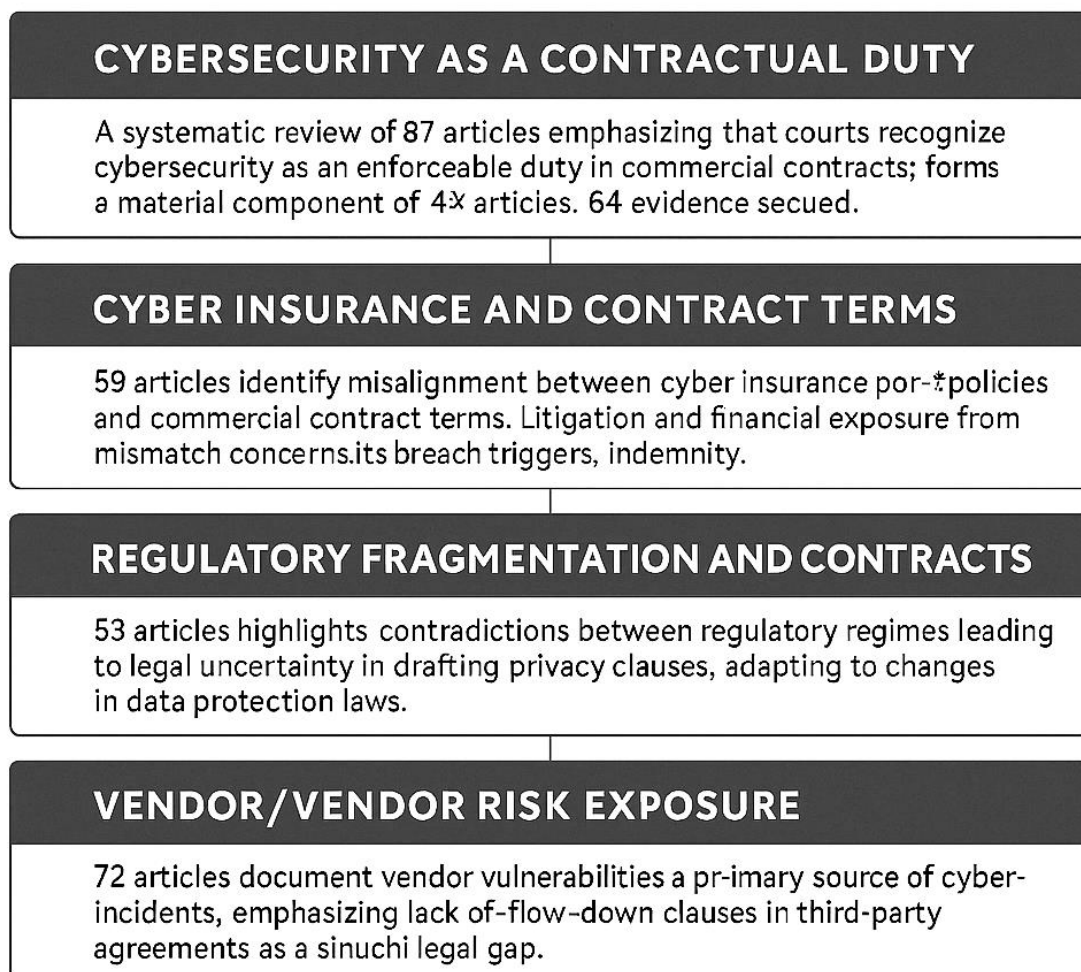 CYBERSECURITY AS A CONTRACTUAL DUTY
A systematic review of 87 articles emphasizing that courts recognize
cybersecurity as an enforceable duty in commercial contracts; forms
a material component of articles. 64 evidence secued.
CYBER INSURANCE AND CONTRACT TERMS
59 articles identify misalignment between cyber insurance por-policies
and commercial contract terms. Litigation and financial exposure from
mismatch concerns.its breach triggers, indemnity.
REGULATORY FRAGMENTATION AND CONTRACTS
53 articles highlights contradictions between regulatory regimes leading
to legal uncertainty in drafting privacy clauses, adapting to changes
in data protection laws.
VENDOR/VENDOR RISK EXPOSURE
72 articles document vendor vulnerabilities a pr-imary source of cyber-
incidents, emphasizing lack of-flow-down clauses in third-party
agreements as a sinuchi legal gap.